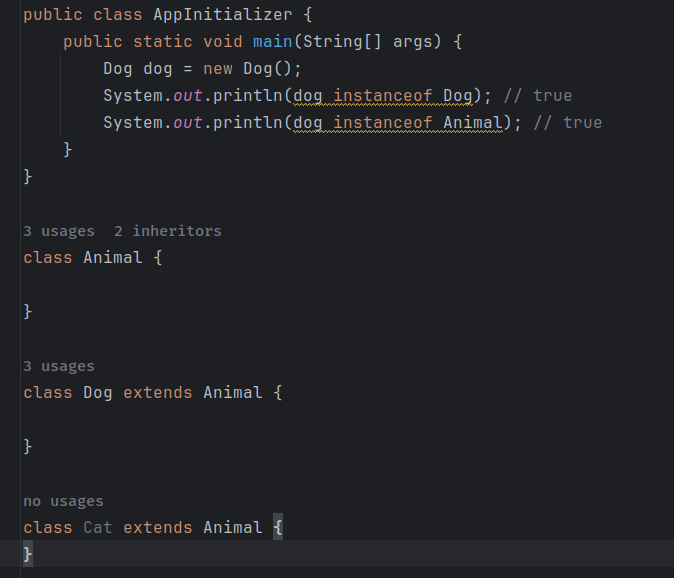 public class AppInitializer {
    public static void main(String[] args) {
        Dog dog = new Dog();
        System.out.println(dog instanceof Dog); // true
        System.out.println(dog instanceof Animal); // true
    }
}
3 usages  2 inheritors
class Animal {
}
3 usages
class Dog extends Animal {
}
no usages
class Cat extends Animal {
}